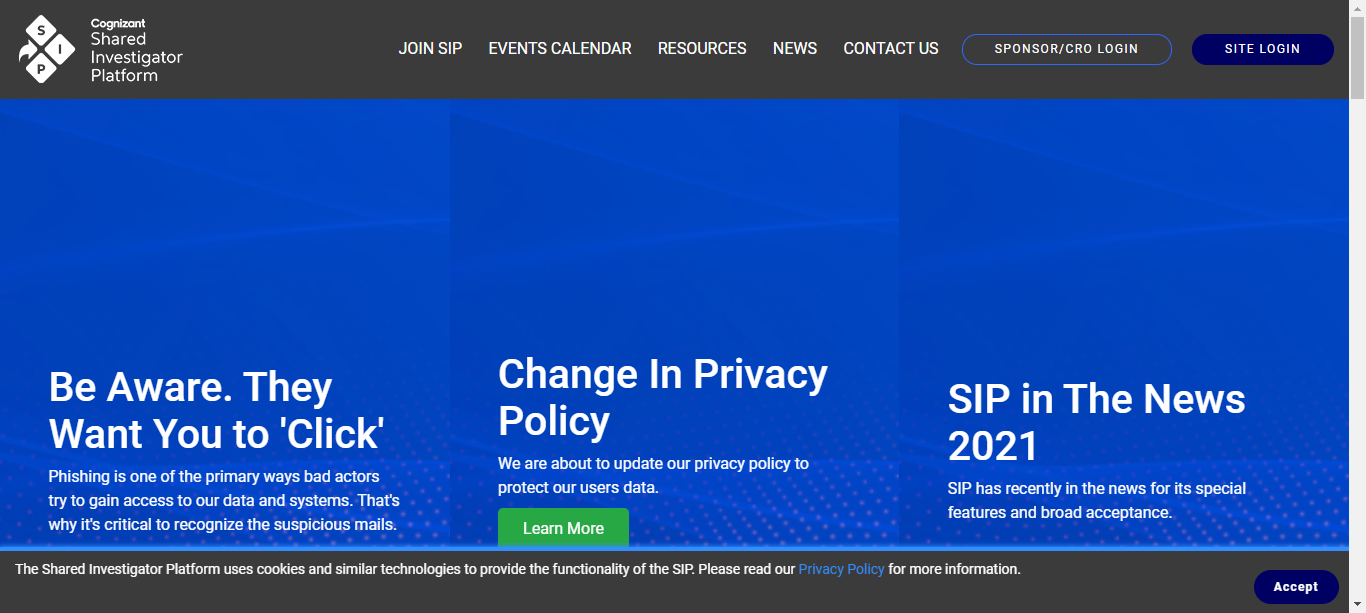 S
I
P
Cognizant
Shared
Investigator
Platform
JOIN SIP
EVENTS CALENDAR
RESOURCES
NEWS
CONTACT US
SPONSOR/CRO LOGIN
SITE LOGIN
Be Aware. They
Want You to 'Click'
Phishing is one of the primary ways bad actors
try to gain access to our data and systems. That's
why it's critical to recognize the suspicious mails.
Change In Privacy
Policy
We are about to update our privacy policy to
protect our users data.
Learn More
SIP in The News
2021
SIP has recently in the news for its special
features and broad acceptance.
The Shared Investigator Platform uses cookies and similar technologies to provide the functionality of the SIP. Please read our Privacy Policy for more information.
Accept